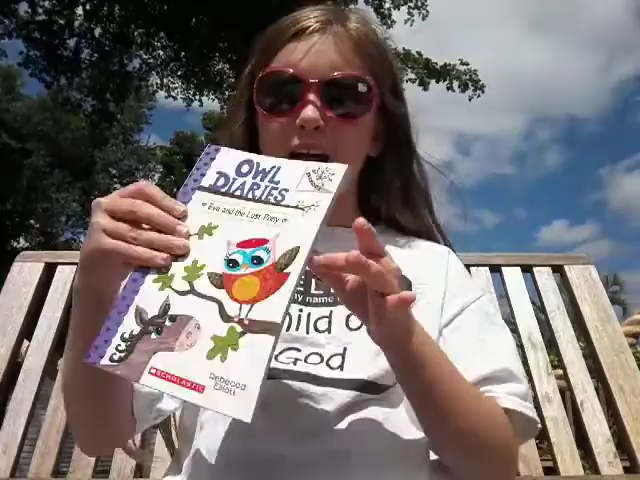 OWL
DIARIES
Eva and the Lost Pony
SCHOLASTIC
Rebecca
Elliott
my name
hild o
God